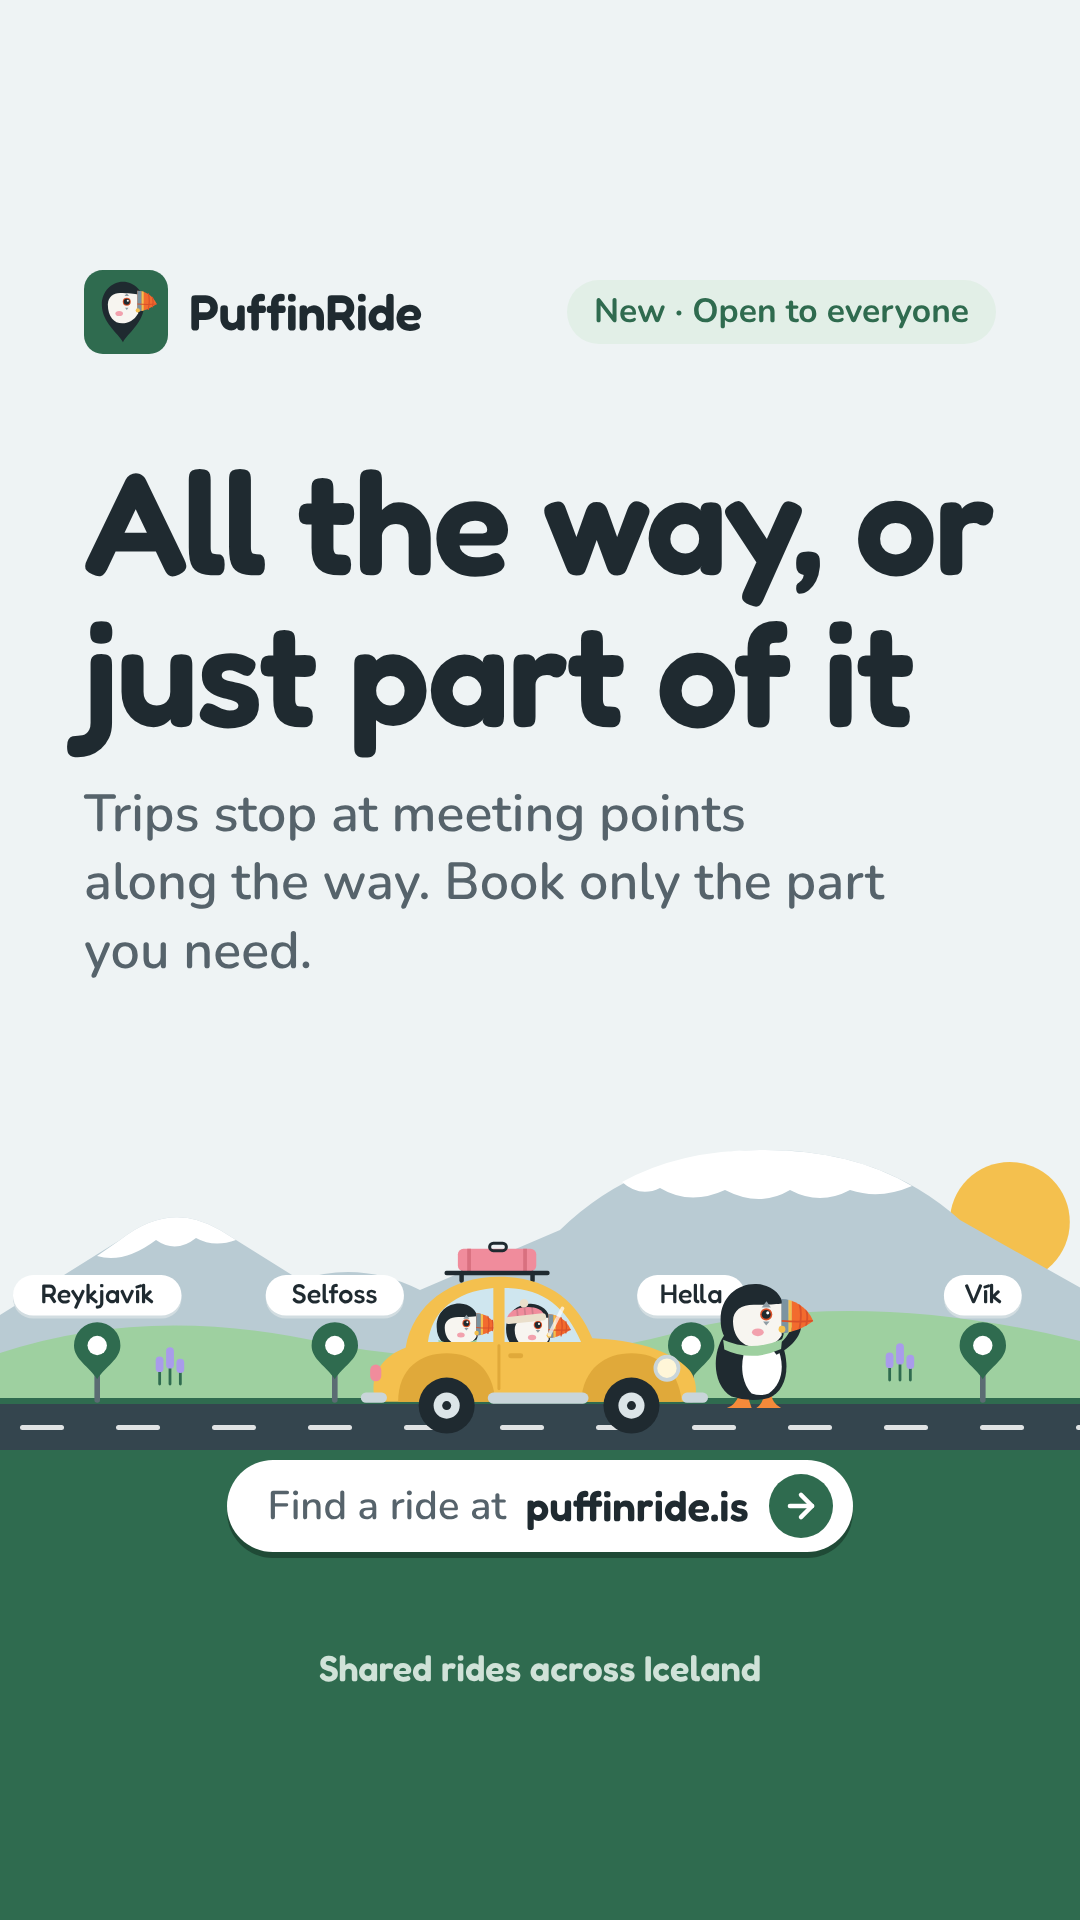 PuffinRide
New · Open to everyone
All the way, or
just part of it
Trips stop at meeting points
along the way. Book only the part
you need.
Reykjavík
Selfoss
Hella
Vík
Find a ride at puffinride.is
Shared rides across Iceland